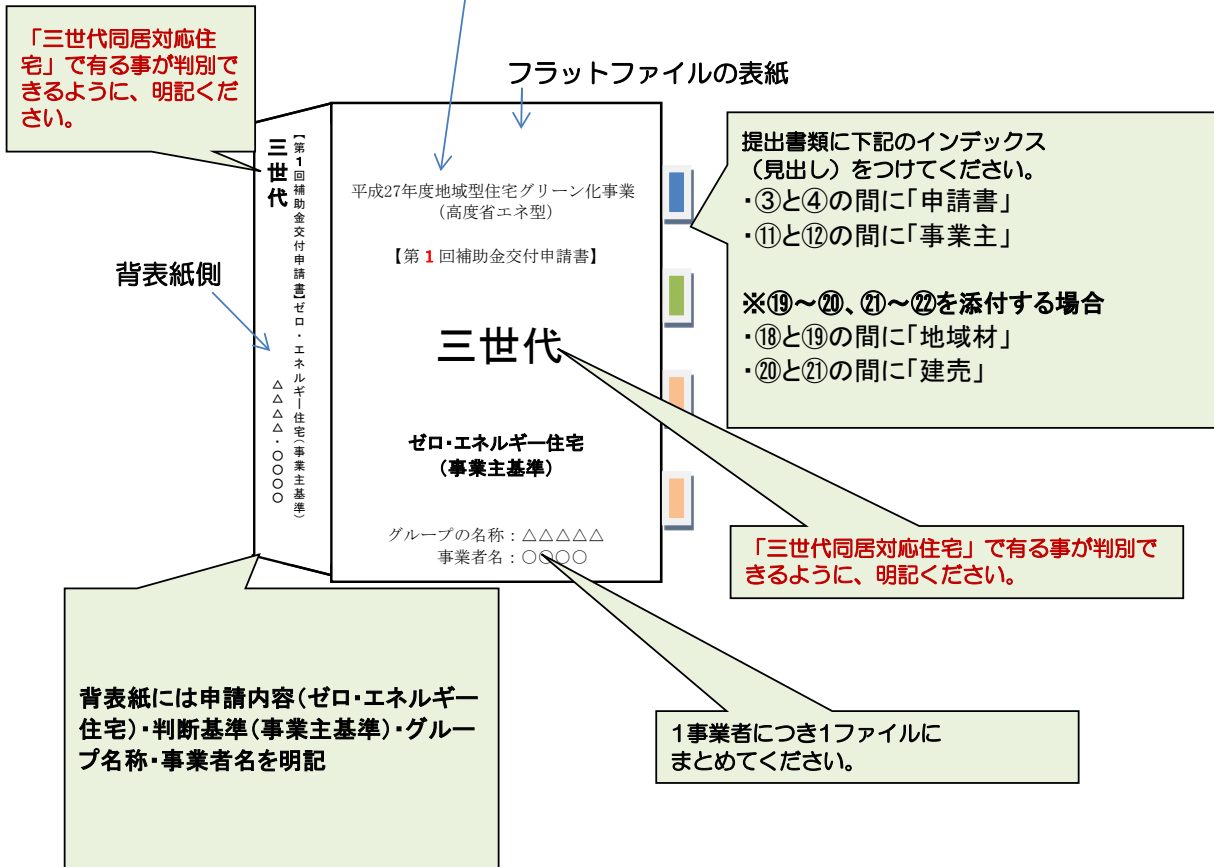 「三世代同居対応住
宅」で有る事が判別で
きるように、明記くだ
さい。
フラットファイルの表紙
背表紙側
三世代
【第1回補助金交付申請書】ゼロ・エネルギー住宅(事業主基準)
△△△△・○○○○
平成27年度地域型住宅グリーン化事業
(高度省エネ型)
【第1回補助金交付申請書】
三世代
ゼロ・エネルギー住宅
(事業主基準)
グループの名称：△△△△△
事業者名：○○○○
提出書類に下記のインデックス
（見出し）をつけてください。
・③と④の間に「申請書」
・⑪と⑫の間に「事業主」
※⑲～⑳、㉑～㉒を添付する場合
・⑱と⑲の間に「地域材」
・⑳と㉑の間に「建売」
「三世代同居対応住宅」で有る事が判別で
きるように、明記ください。
背表紙には申請内容(ゼロ・エネルギー
住宅)・判断基準(事業主基準)・グルー
プ名称・事業者名を明記
1事業者につき1ファイルに
まとめてください。